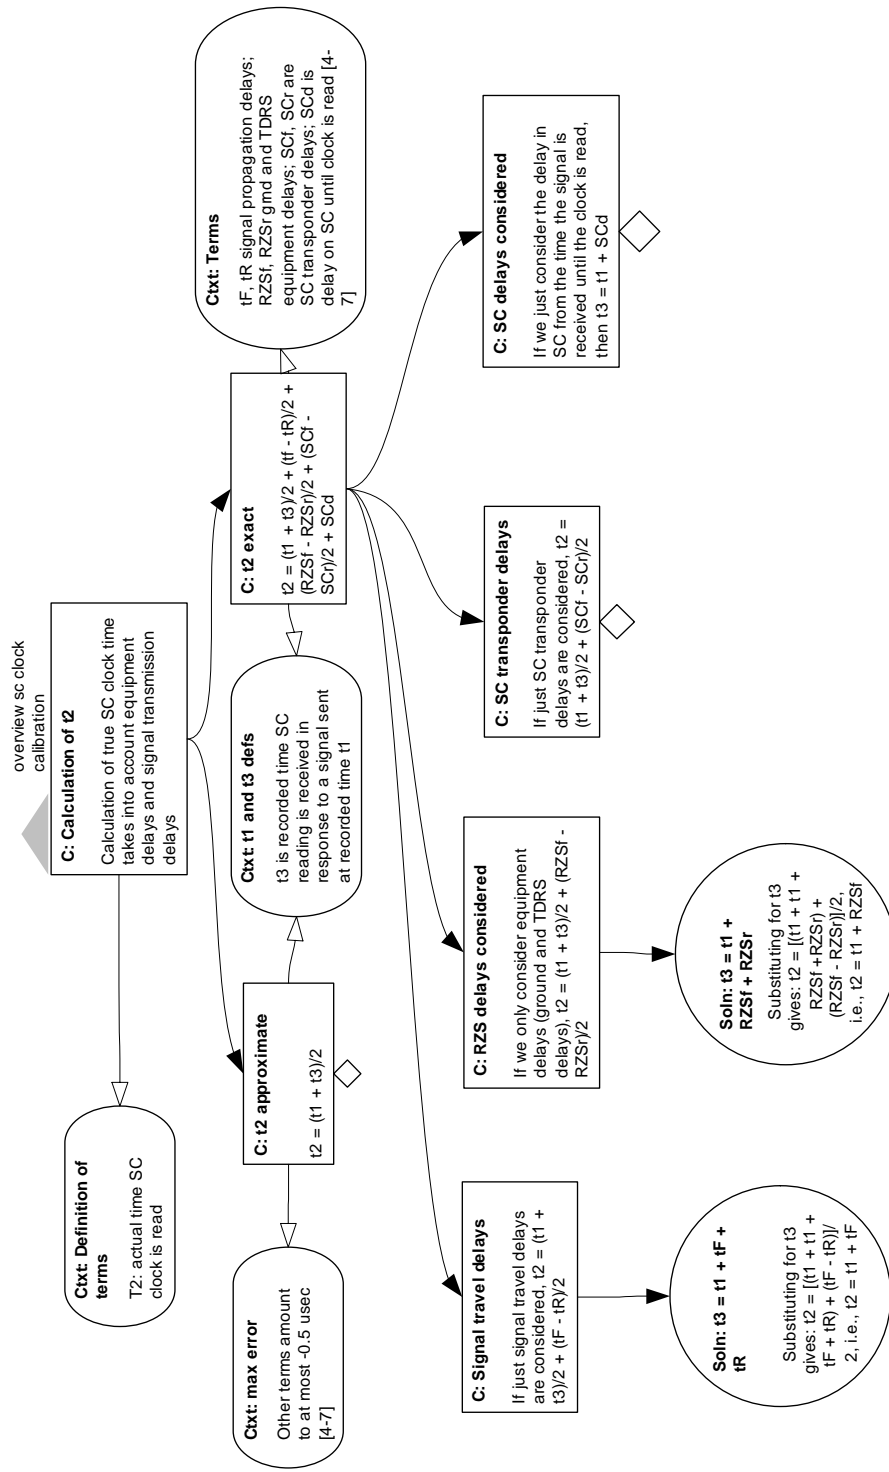 overview sc clock
calibration
C: Calculation of t2
Calculation of true SC clock time
takes into account equipment
delays and signal transmission
delays
Ctxt: Definition of
terms
T2: actual time SC
clock is read
Ctxt: max error
Other terms amount
to at most -0.5 usec
[4-7]
C: t2 approximate
t2 = (t1 + t3)/2
Ctxt: t1 and t3 defs
t3 is recorded time SC
reading is received in
response to a signal sent
at recorded time t1
C: t2 exact
t2 = (t1 + t3)/2 + (tf - tR)/2 +
(RZSf - RZSr)/2 + (SCf -
SCr)/2 + SCd
Ctxt: Terms
tF, tR signal propagation delays;
RZSf, RZSr gmd and TDRS
equipment delays; SCf, SCr are
SC transponder delays; SCd is
delay on SC until clock is read [4-
7]
C: Signal travel delays
If just signal travel delays
are considered, t2 = (t1 +
t3)/2 + (tF - tR)/2
C: RZS delays considered
If we only consider equipment
delays (ground and TDRS
delays), t2 = (t1 + t3)/2 + (RZSf -
RZSr)/2
C: SC transponder delays
If just SC transponder
delays are considered, t2 =
(t1 + t3)/2 + (SCf - SCr)/2
C: SC delays considered
If we just consider the delay in
SC from the time the signal is
received until the clock is read,
then t3 = t1 + SCd
Soln: t3 = t1 + tF +
tR
Substituting for t3
gives: t2 = [(t1 + t1 +
tF + tR) + (tF - tR)]/
2, i.e., t2 = t1 + tF
Soln: t3 = t1 +
RZSf + RZSr
Substituting for t3
gives: t2 = [(t1 + t1 +
RZSf +RZSr) +
(RZSf - RZSr)]/2,
i.e., t2 = t1 + RZSf